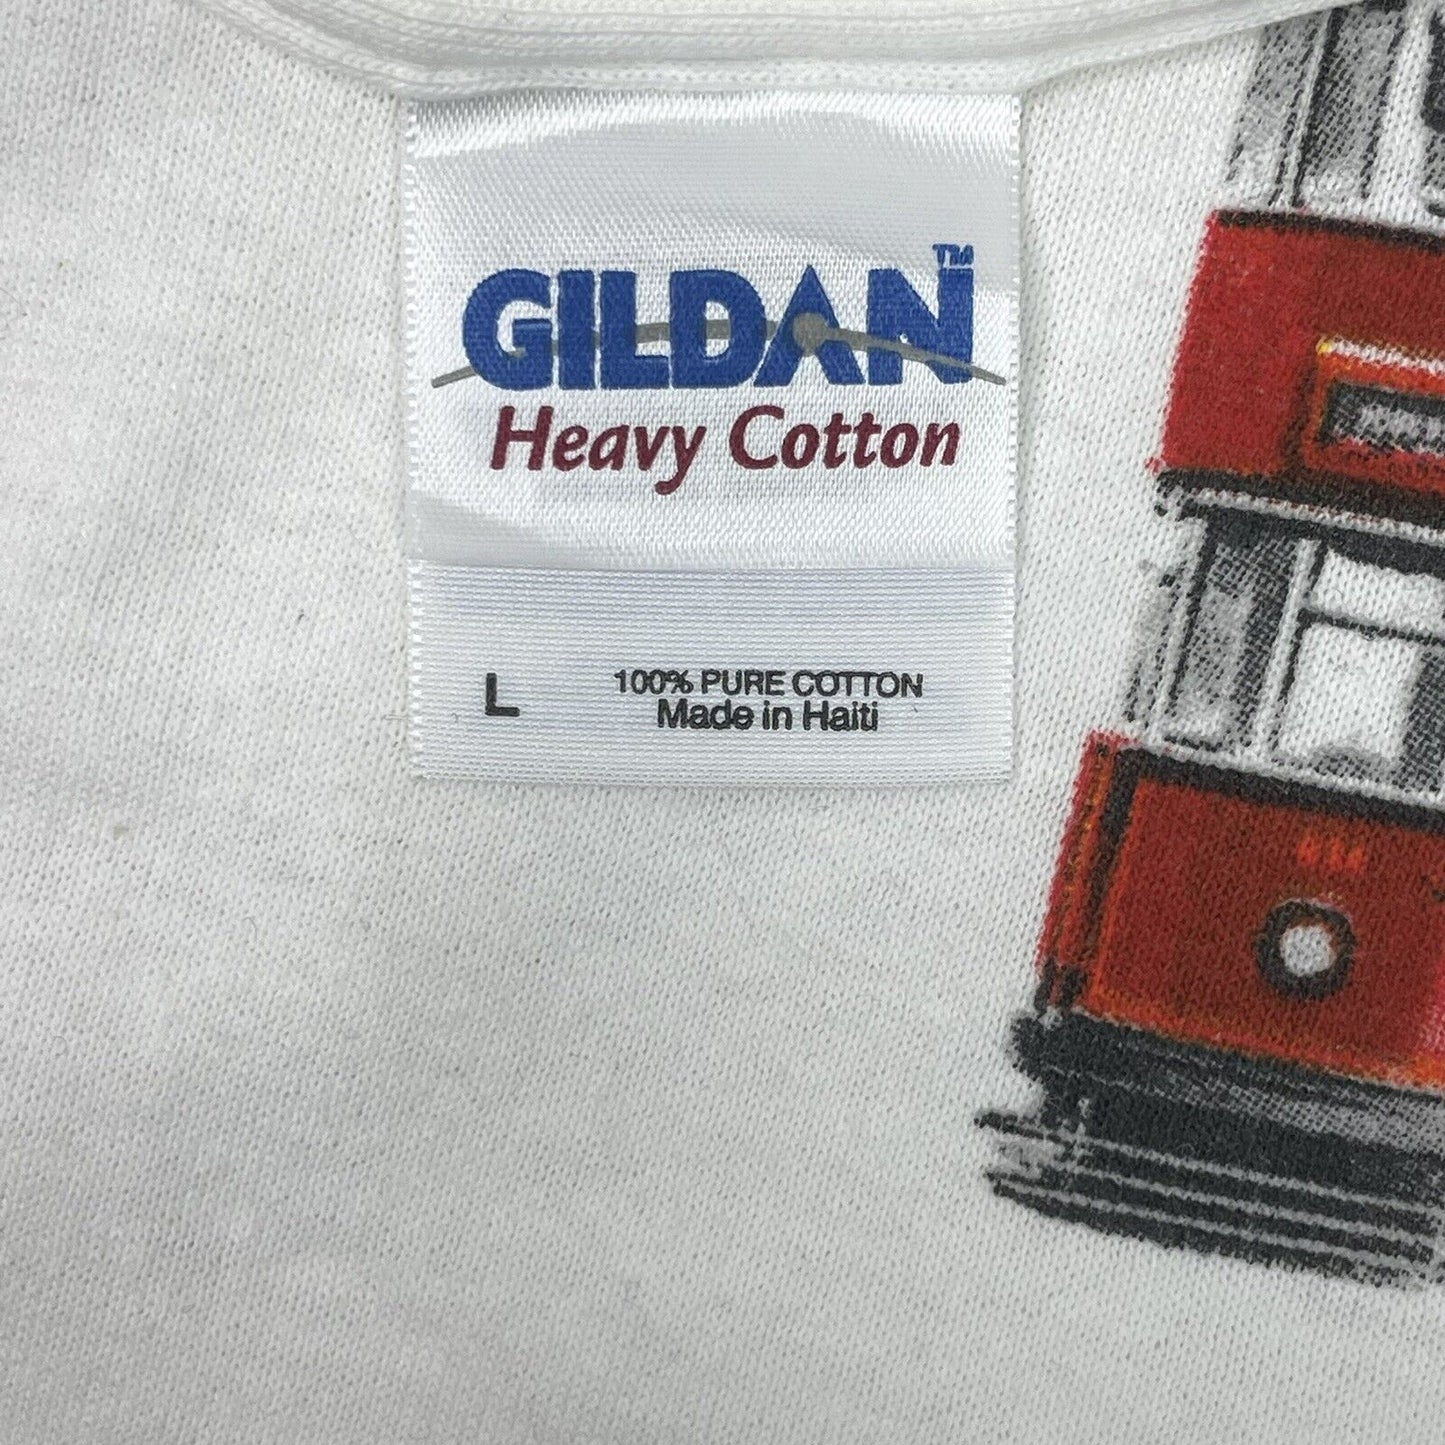 GILDAN™
Heavy Cotton
L 100% PURE COTTON
Made in Haiti